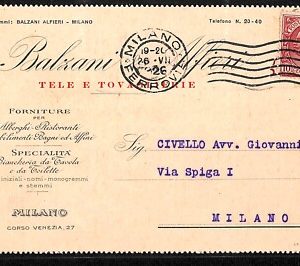 mmi: BALZANI ALFIERI - MILANO
Telefono N. 20-40
Balzani Alfieri
MILANO
19-20
26 VII
26
FERROVIA
TELE E TOVAGLIERIE
FORNITURE
PER
Alberghi-Ristoranti
Stabilimenti Bagni ed Affini
SPECIALITÀ
Biancheria da Tavola
e da Toilette
iniziali-nomi-monogrammi
e stemmi
MILANO
CORSO VENEZIA, 27
Sig.
CIVELLO Avv. Giovanni
Via Spiga I
MILANO